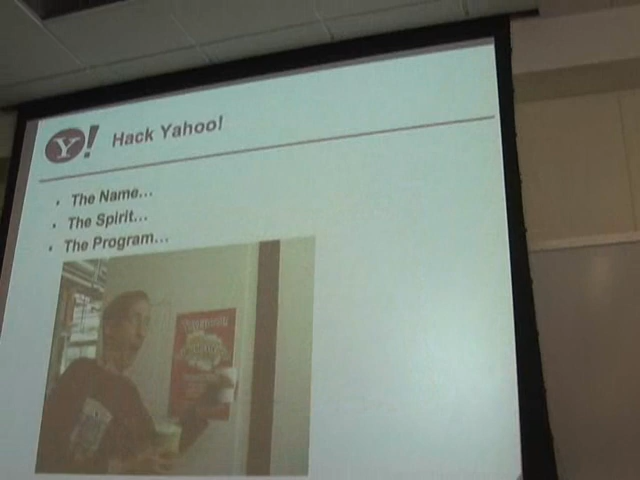 Y! Hack Yahoo!
• The Name...
• The Spirit...
• The Program...